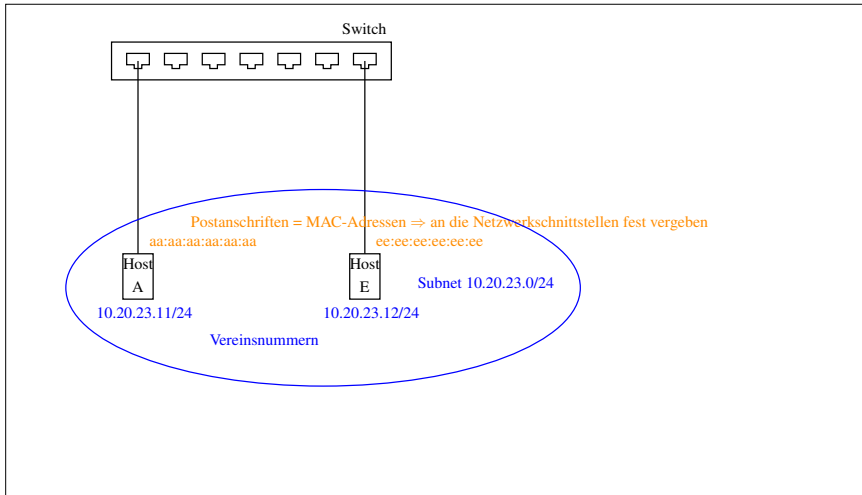 Switch
Postanschriften = MAC-Adressen ⇒ an die Netzwerkschnittstellen fest vergeben
aa:aa:aa:aa:aa:aa
ee:ee:ee:ee:ee:ee
Host
A
Host
E
Subnet 10.20.23.0/24
10.20.23.11/24
10.20.23.12/24
Vereinsnummern